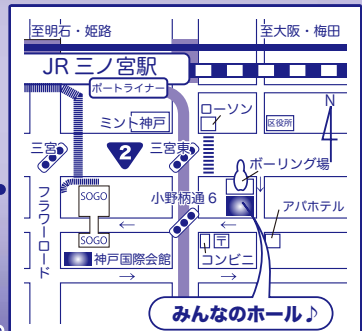 至明石・姫路
至大阪・梅田
JR 三ノ宮駅
ポートライナー
ローソン
N
4
ミント神戸
区役所
三宮
2
三宮東
ボーリング場
フラワーロード
SOGO
小野柄通6
アパホテル
←
←
SOGO
〒
神戸国際会館
コンビニ
→
→
みんなのホール♪